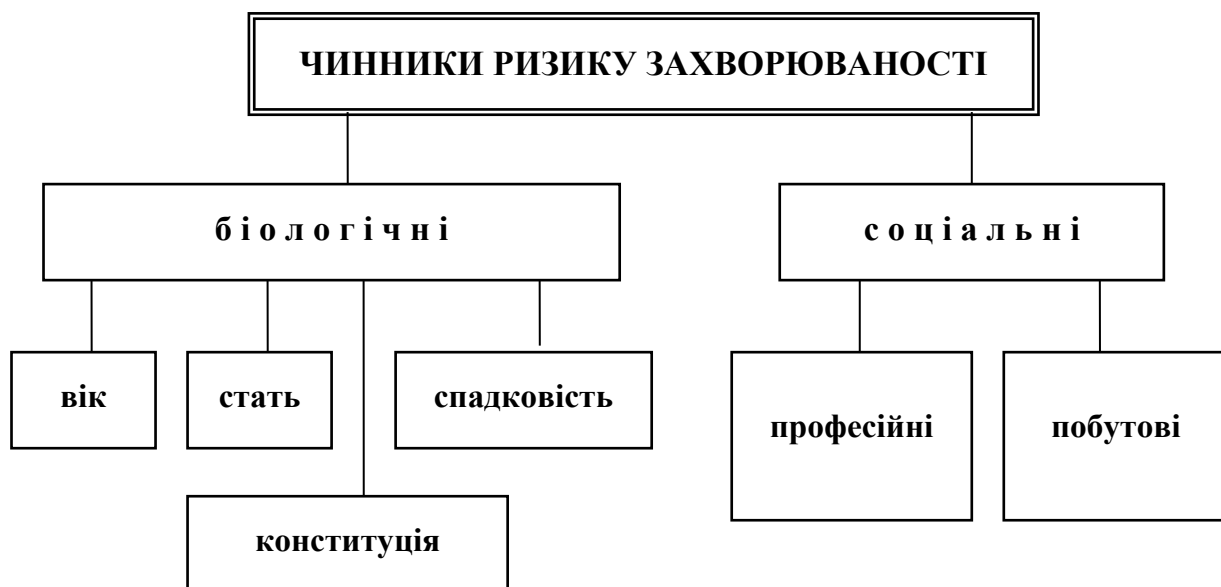 ЧИННИКИ РИЗИКУ ЗАХВОРЮВАНОСТІ
б і о л о г і ч н і
с о ц і а л ь н і
вік
стать
спадковість
професійні
побутові
конституція